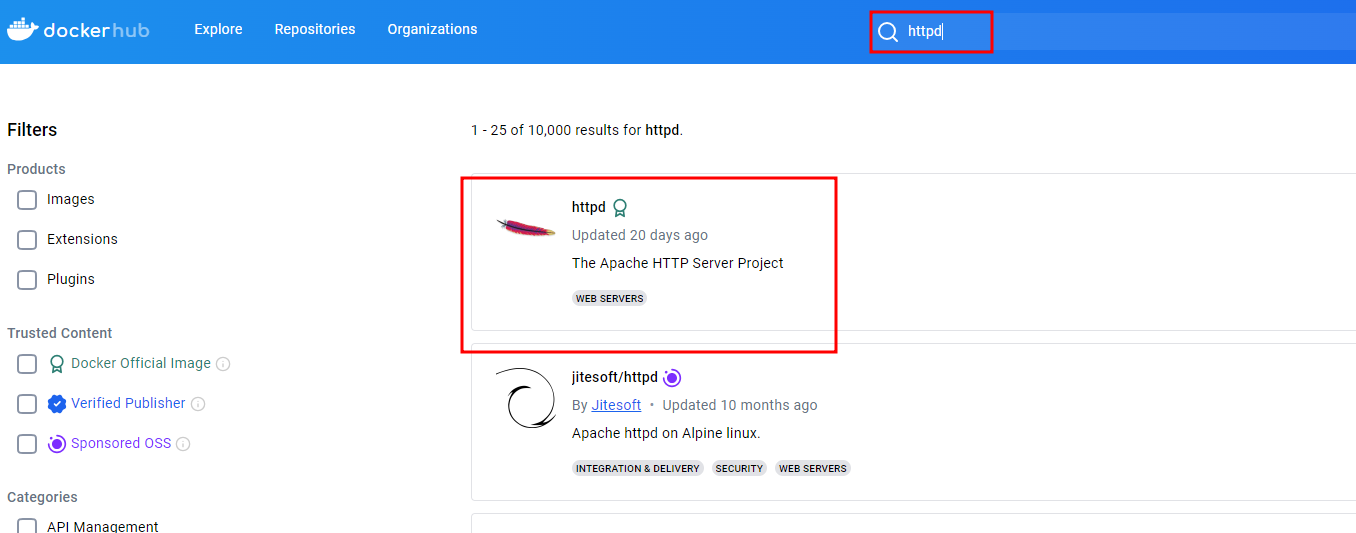 dockerhub
Explore
Repositories
Organizations
httpd
Filters
Products
Images
Extensions
Plugins
Trusted Content
Docker Official Image
Verified Publisher
Sponsored OSS
Categories
API Management
1 - 25 of 10,000 results for httpd.
httpd
Updated 20 days ago
The Apache HTTP Server Project
WEB SERVERS
jitesoft/httpd
By Jitesoft • Updated 10 months ago
Apache httpd on Alpine linux.
INTEGRATION & DELIVERY SECURITY WEB SERVERS